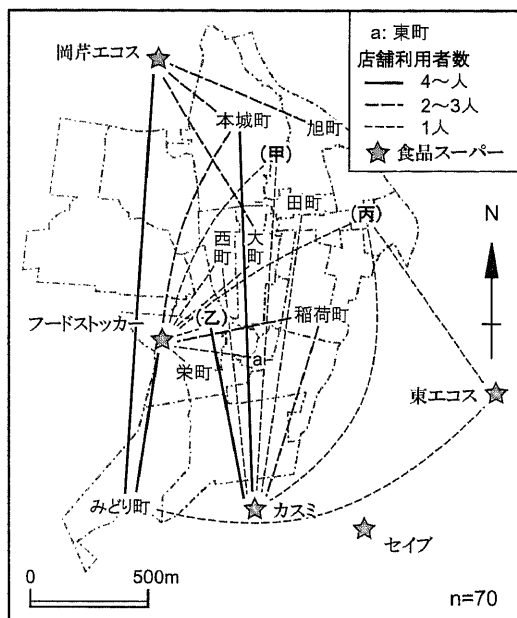 a: 東町
店舗利用者数
4〜人
2〜3人
1人
食品スーパー
岡芹エコス
本城町
旭町
(甲)
田町
(丙)
西町
大町
N
フードストッカー
(乙)
稲荷町
a
栄町
東エコス
みどり町
カスミ
セイブ
0 500m
n=70